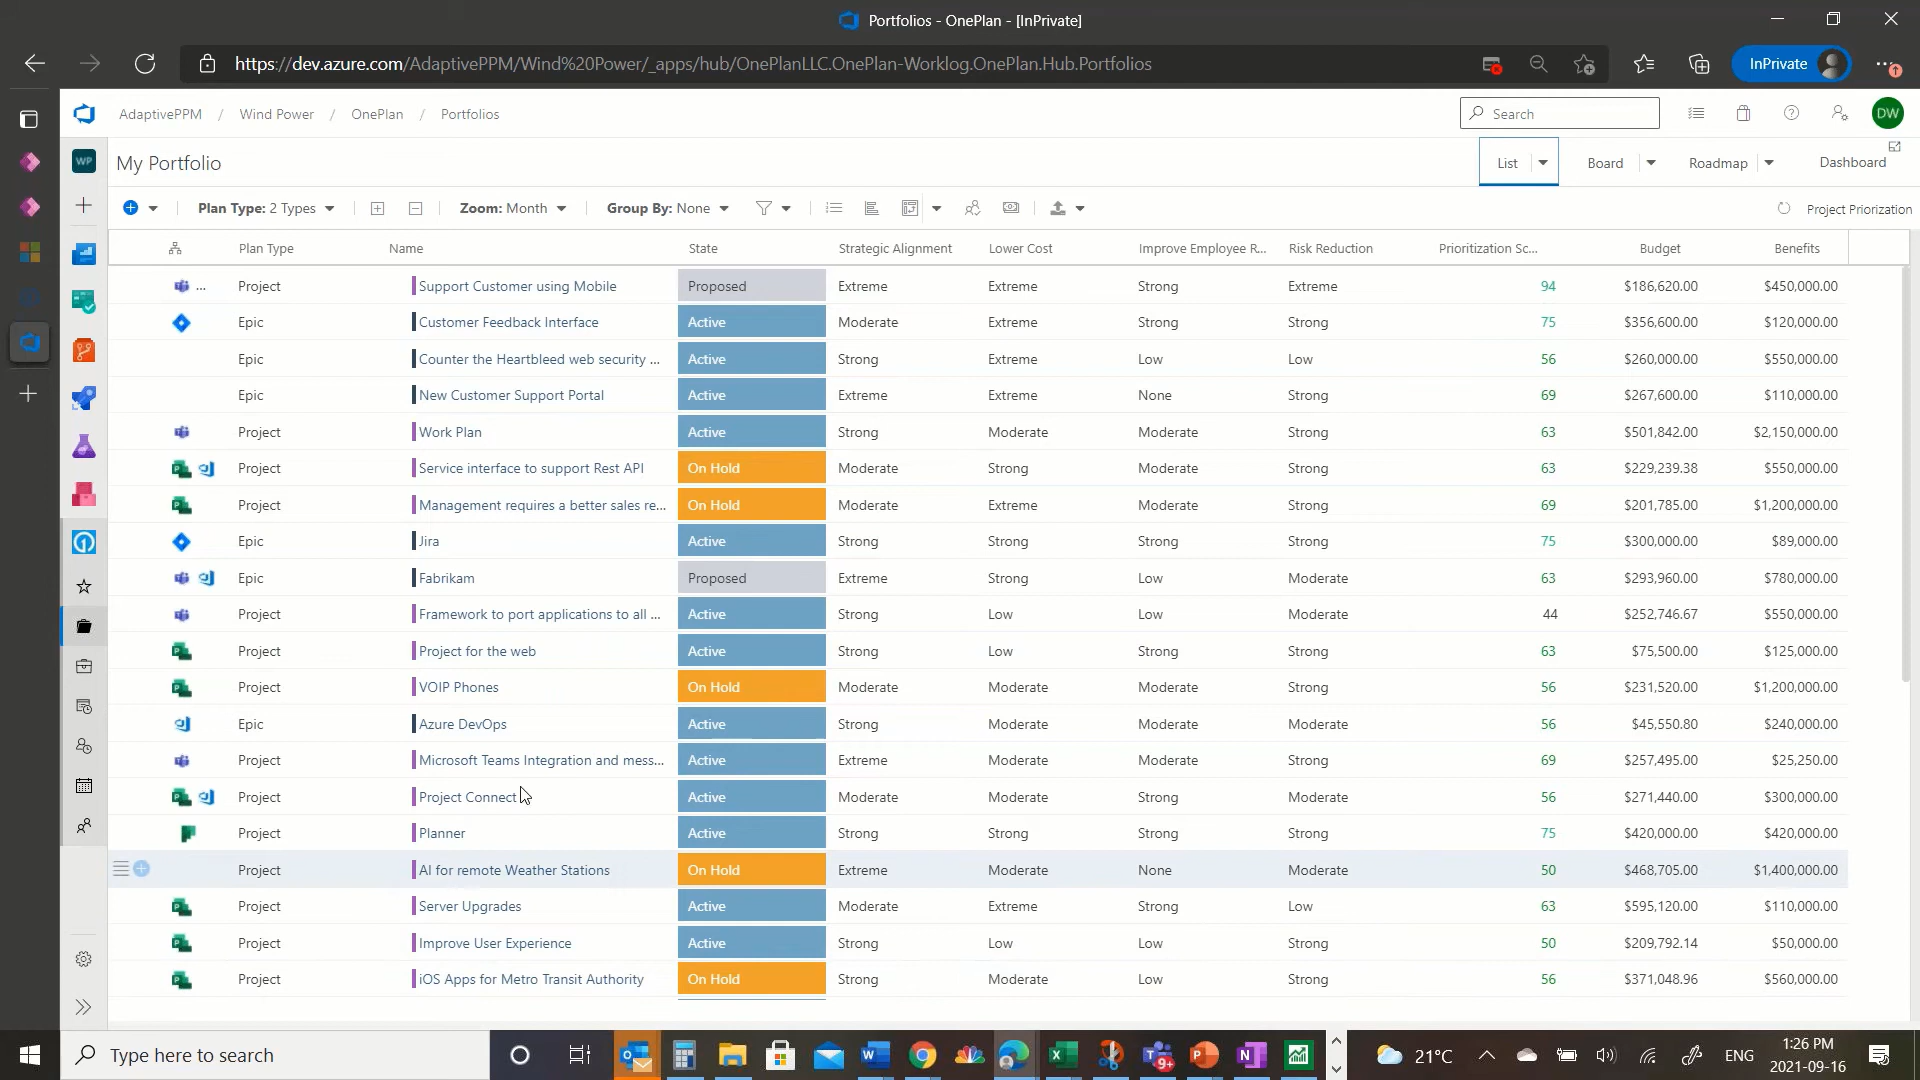 Portfolios - OnePlan - [InPrivate]
https://dev.azure.com/AdaptivePPM/Wind%20Power/_apps/hub/OnePlanLLC.OnePlan-Worklog.OnePlan.Hub.Portfolios
InPrivate
AdaptivePPM / Wind Power / OnePlan / Portfolios
Search
DW
WP
My Portfolio
List
Board
Roadmap
Dashboard
Plan Type: 2 Types
Zoom: Month
Group By: None
Project Priorization
Plan Type Name State Strategic Alignment Lower Cost Improve Employee R... Risk Reduction Prioritization Sc... Budget Benefits
... Project Support Customer using Mobile Proposed Extreme Extreme Strong Extreme 94 $186,620.00 $450,000.00
Epic Customer Feedback Interface Active Moderate Extreme Strong Strong 75 $356,600.00 $120,000.00
Epic Counter the Heartbleed web security ... Active Strong Extreme Low Low 56 $260,000.00 $550,000.00
Epic New Customer Support Portal Active Extreme Extreme None Strong 69 $267,600.00 $110,000.00
Project Work Plan Active Strong Moderate Moderate Strong 63 $501,842.00 $2,150,000.00
Project Service interface to support Rest API On Hold Moderate Strong Moderate Strong 63 $229,239.38 $550,000.00
Project Management requires a better sales re... On Hold Moderate Extreme Moderate Strong 69 $201,785.00 $1,200,000.00
Epic Jira Active Strong Strong Strong Strong 75 $300,000.00 $89,000.00
Epic Fabrikam Proposed Extreme Strong Low Moderate 63 $293,960.00 $780,000.00
Project Framework to port applications to all ... Active Strong Low Low Moderate 44 $252,746.67 $550,000.00
Project Project for the web Active Strong Low Strong Strong 63 $75,500.00 $125,000.00
Project VOIP Phones On Hold Moderate Moderate Moderate Strong 56 $231,520.00 $1,200,000.00
Epic Azure DevOps Active Strong Moderate Moderate Moderate 56 $45,550.80 $240,000.00
Project Microsoft Teams Integration and mess... Active Extreme Moderate Moderate Strong 69 $257,495.00 $25,250.00
Project Project Connect Active Moderate Moderate Strong Moderate 56 $271,440.00 $300,000.00
Project Planner Active Strong Strong Strong Strong 75 $420,000.00 $420,000.00
Project AI for remote Weather Stations On Hold Extreme Moderate None Moderate 50 $468,705.00 $1,400,000.00
Project Server Upgrades Active Moderate Extreme Strong Low 63 $595,120.00 $110,000.00
Project Improve User Experience Active Strong Low Low Strong 50 $209,792.14 $50,000.00
Project iOS Apps for Metro Transit Authority On Hold Strong Moderate Low Strong 56 $371,048.96 $560,000.00
Type here to search
9+
21°C
ENG
1:26 PM
2021-09-16